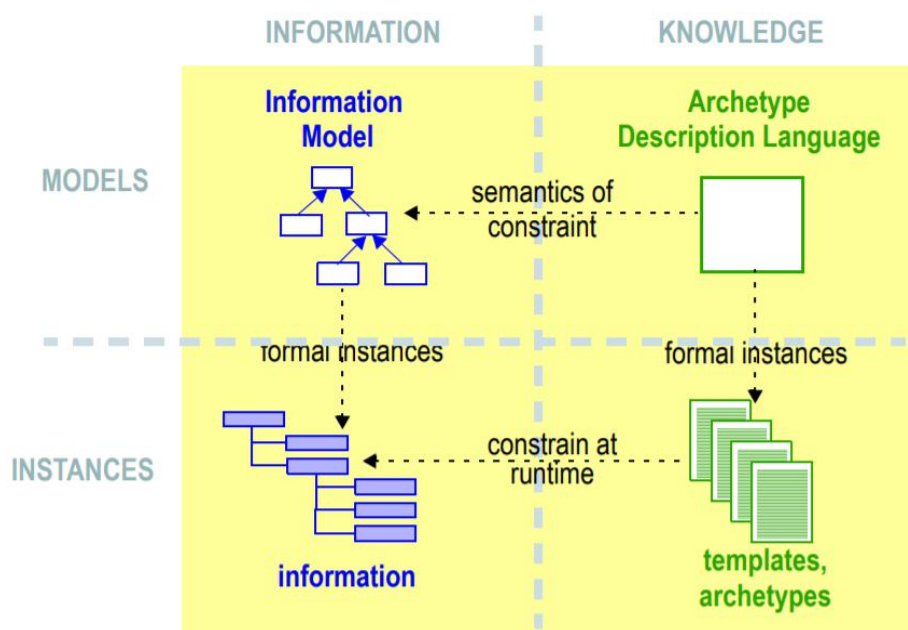 INFORMATION
KNOWLEDGE
Information
Model
Archetype
Description Language
MODELS
semantics of
constraint
formal instances
formal instances
INSTANCES
constrain at
runtime
information
templates,
archetypes